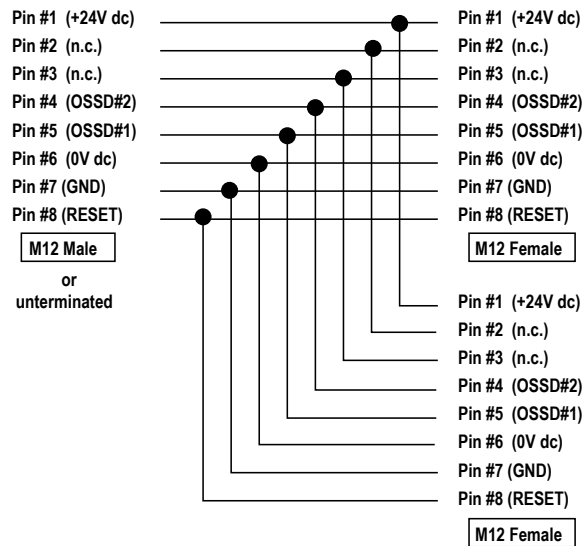 Pin #1 (+24V dc)
Pin #2 (n.c.)
Pin #3 (n.c.)
Pin #4 (OSSD#2)
Pin #5 (OSSD#1)
Pin #6 (0V dc)
Pin #7 (GND)
Pin #8 (RESET)
M12 Male
or
unterminated
Pin #1 (+24V dc)
Pin #2 (n.c.)
Pin #3 (n.c.)
Pin #4 (OSSD#2)
Pin #5 (OSSD#1)
Pin #6 (0V dc)
Pin #7 (GND)
Pin #8 (RESET)
M12 Female
Pin #1 (+24V dc)
Pin #2 (n.c.)
Pin #3 (n.c.)
Pin #4 (OSSD#2)
Pin #5 (OSSD#1)
Pin #6 (0V dc)
Pin #7 (GND)
Pin #8 (RESET)
M12 Female